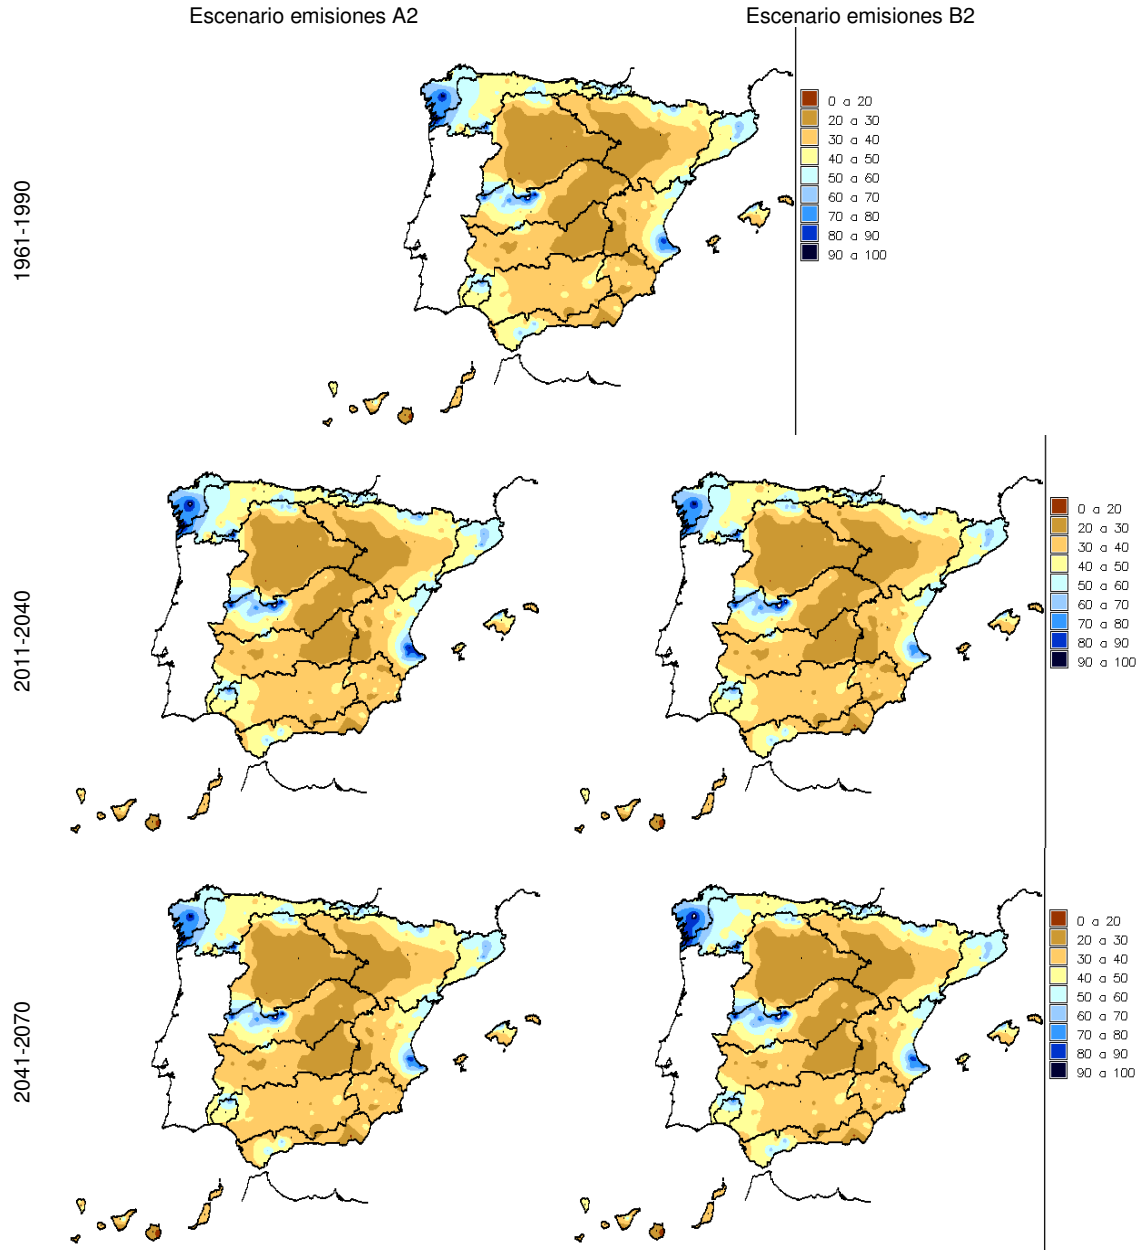 Escenario emisiones A2
Escenario emisiones B2
1961-1990
0 a 20
20 a 30
30 a 40
40 a 50
50 a 60
60 a 70
70 a 80
80 a 90
90 a 100
2011-2040
0 a 20
20 a 30
30 a 40
40 a 50
50 a 60
60 a 70
70 a 80
80 a 90
90 a 100
2041-2070
0 a 20
20 a 30
30 a 40
40 a 50
50 a 60
60 a 70
70 a 80
80 a 90
90 a 100